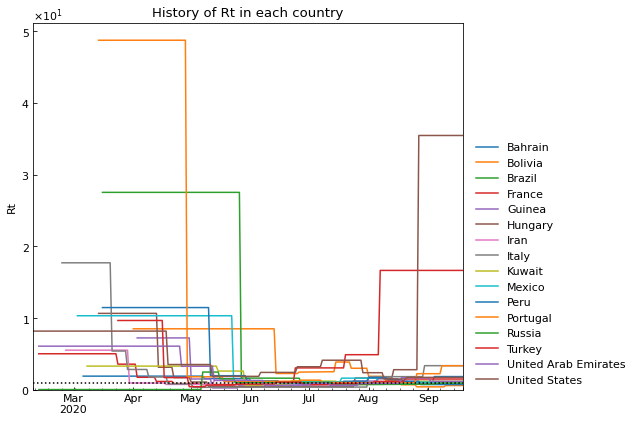 History of Rt in each country
×10¹
5
4
3
2
1
0
Rt
Mar Apr May Jun Jul Aug Sep
2020
Bahrain
Bolivia
Brazil
France
Guinea
Hungary
Iran
Italy
Kuwait
Mexico
Peru
Portugal
Russia
Turkey
United Arab Emirates
United States